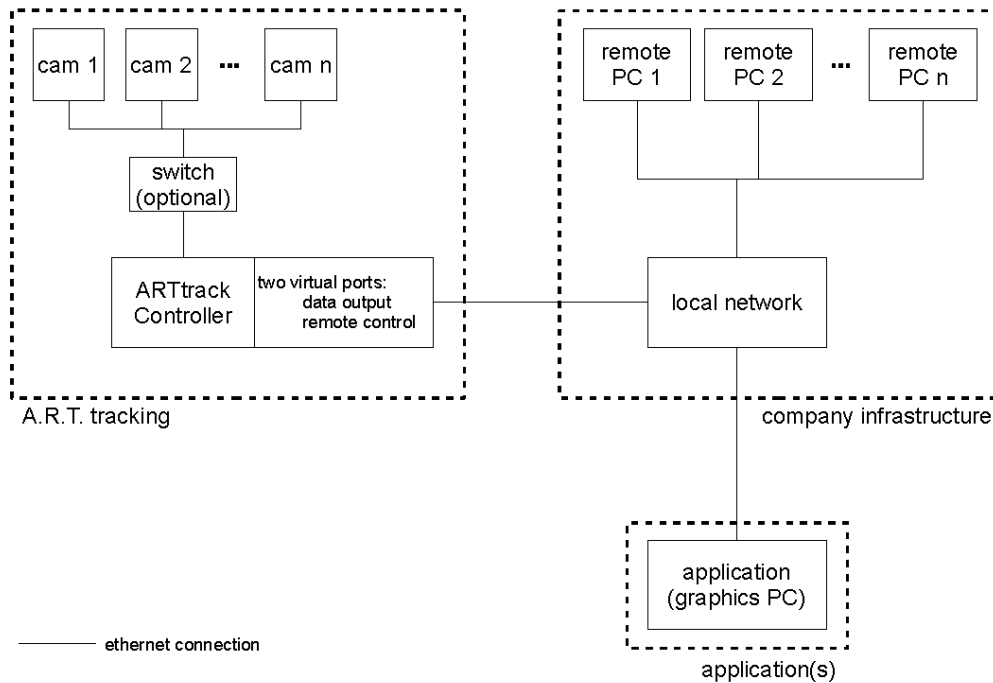 cam 1
cam 2
...
cam n
switch
(optional)
ARTtrack
Controller
two virtual ports:
data output
remote control
A.R.T. tracking
remote
PC 1
remote
PC 2
...
remote
PC n
local network
company infrastructure
application
(graphics PC)
application(s)
ethernet connection